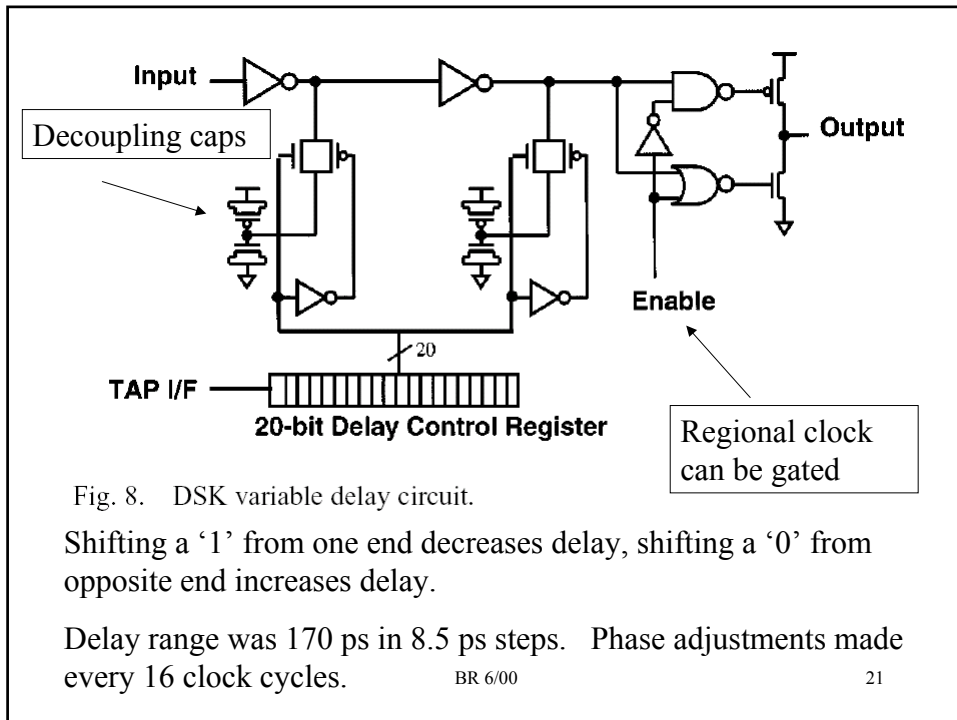 Input
Output
Decoupling caps
Enable
20
TAP I/F
20-bit Delay Control Register
Regional clock
can be gated
Fig. 8. DSK variable delay circuit.
Shifting a ‘1’ from one end decreases delay, shifting a ‘0’ from
opposite end increases delay.
Delay range was 170 ps in 8.5 ps steps. Phase adjustments made
every 16 clock cycles.
BR 6/00
21